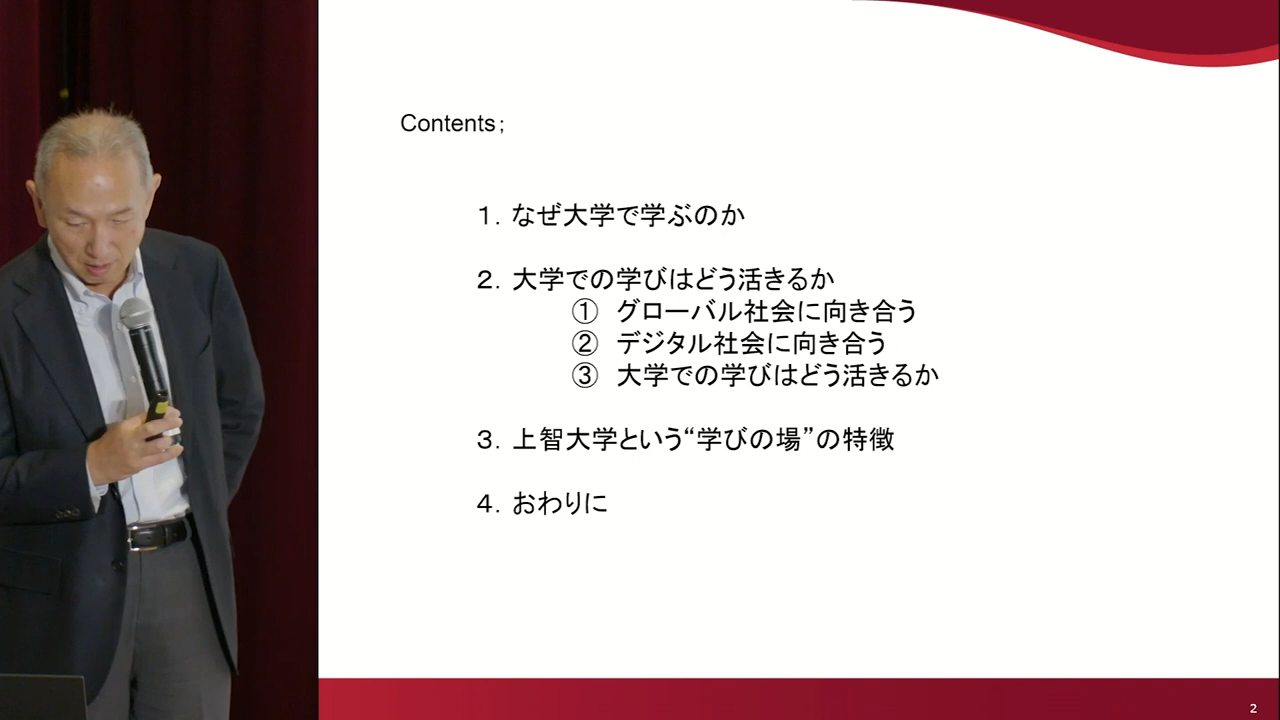 Contents;
１．なぜ大学で学ぶのか
２．大学での学びはどう活きるか
① グローバル社会に向き合う
② デジタル社会に向き合う
③ 大学での学びはどう活きるか
３．上智大学という“学びの場”の特徴
４．おわりに
2